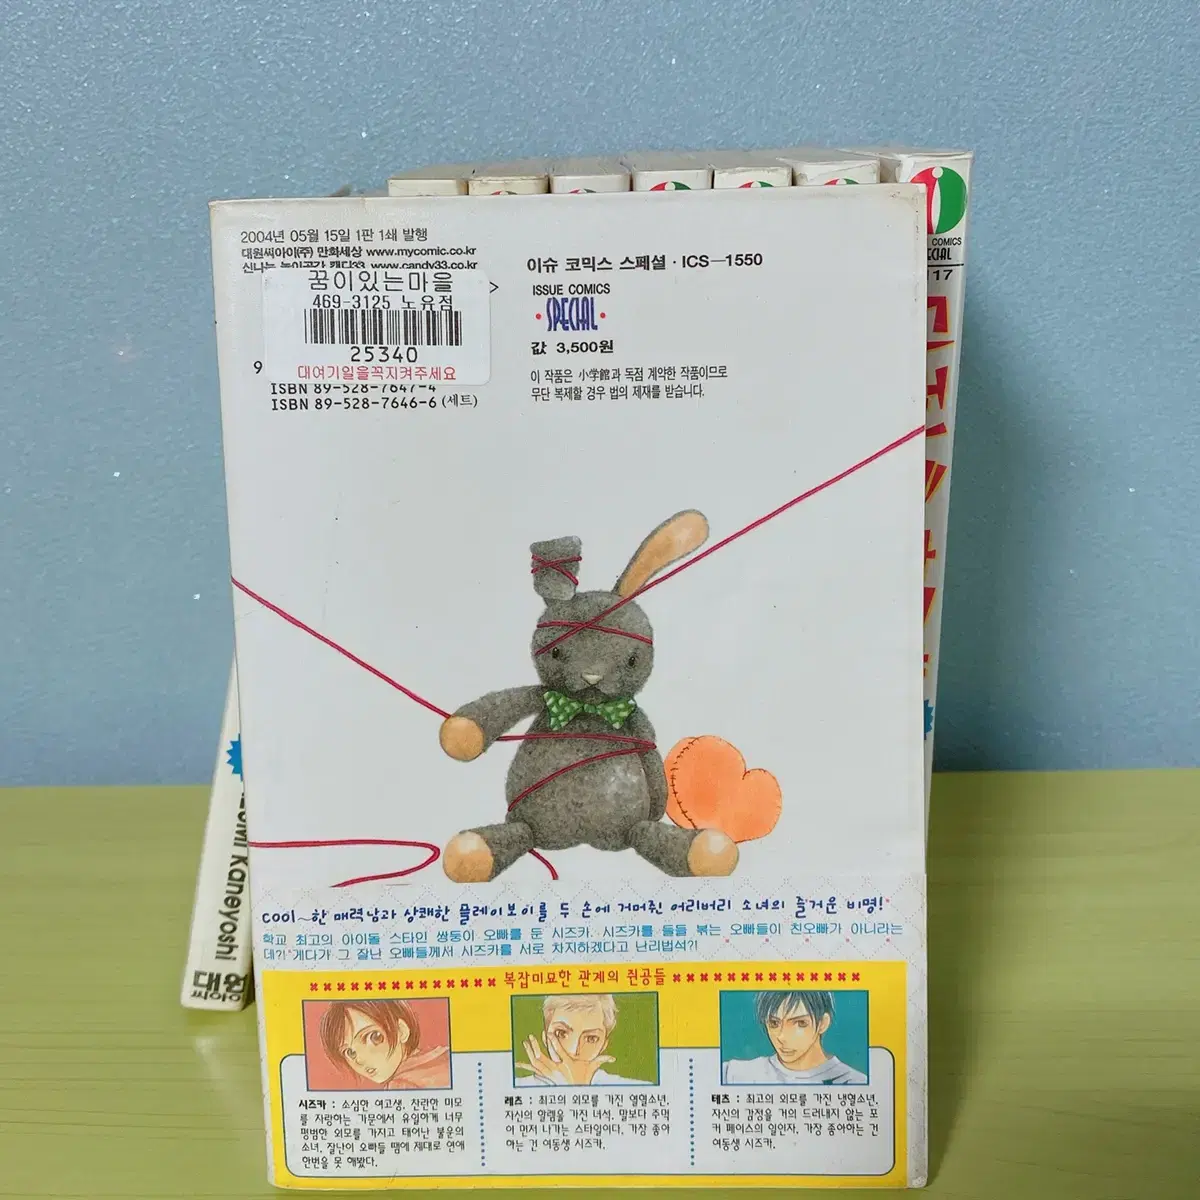 2004년 05월 15일 1판 1쇄 발행
대원씨아이(주) 만화세상 www.mycomic.co.kr
신나는 놀이공간 캔디33 www.candy33.co.kr
꿈이있는마을
469-3125 노유점
25340
대여기일을꼭지켜주세요
9
>
ISBN 89-528-7647-4
ISBN 89-528-7646-6 (세트)
이슈 코믹스 스페셜 · ICS—1550
ISSUE COMICS
SPECIAL
값 3,500원
이 작품은 小学館과 독점 계약한 작품이므로
무단 복제할 경우 법의 제재를 받습니다.
COMICS
117
Kaneyoshi
대원
씨아이
cool~한 매력남과 상쾌한 플레이보이를 두 손에 거머쥔 어리버리 소녀의 즐거운 비명!
학교 최고의 아이돌 스타인 쌍둥이 오빠를 둔 시즈카. 시즈카를 들들 볶는 오빠들이 친오빠가 아니라는
데?! 게다가 그 잘난 오빠들께서 시즈카를 서로 차지하겠다고 난리법석?!
복잡미묘한 관계의 쥔공들
시즈카 : 소심한 여고생, 찬란한 미모
를 자랑하는 가문에서 유일하게 너무
평범한 외모를 가지고 태어난 불운의
소녀. 잘난이 오빠들 땜에 제대로 연애
한번을 못 해봤다.
레츠 : 최고의 외모를 가진 열혈소년,
자신의 할렘을 가진 녀석. 말보다 주먹
이 먼저 나가는 스타일이다. 가장 좋아
하는 건 여동생 시즈카.
테츠 : 최고의 외모를 가진 냉혈소년,
자신의 감정을 거의 드러내지 않는 포
커 페이스의 일인자. 가장 좋아하는 건
여동생 시즈카.